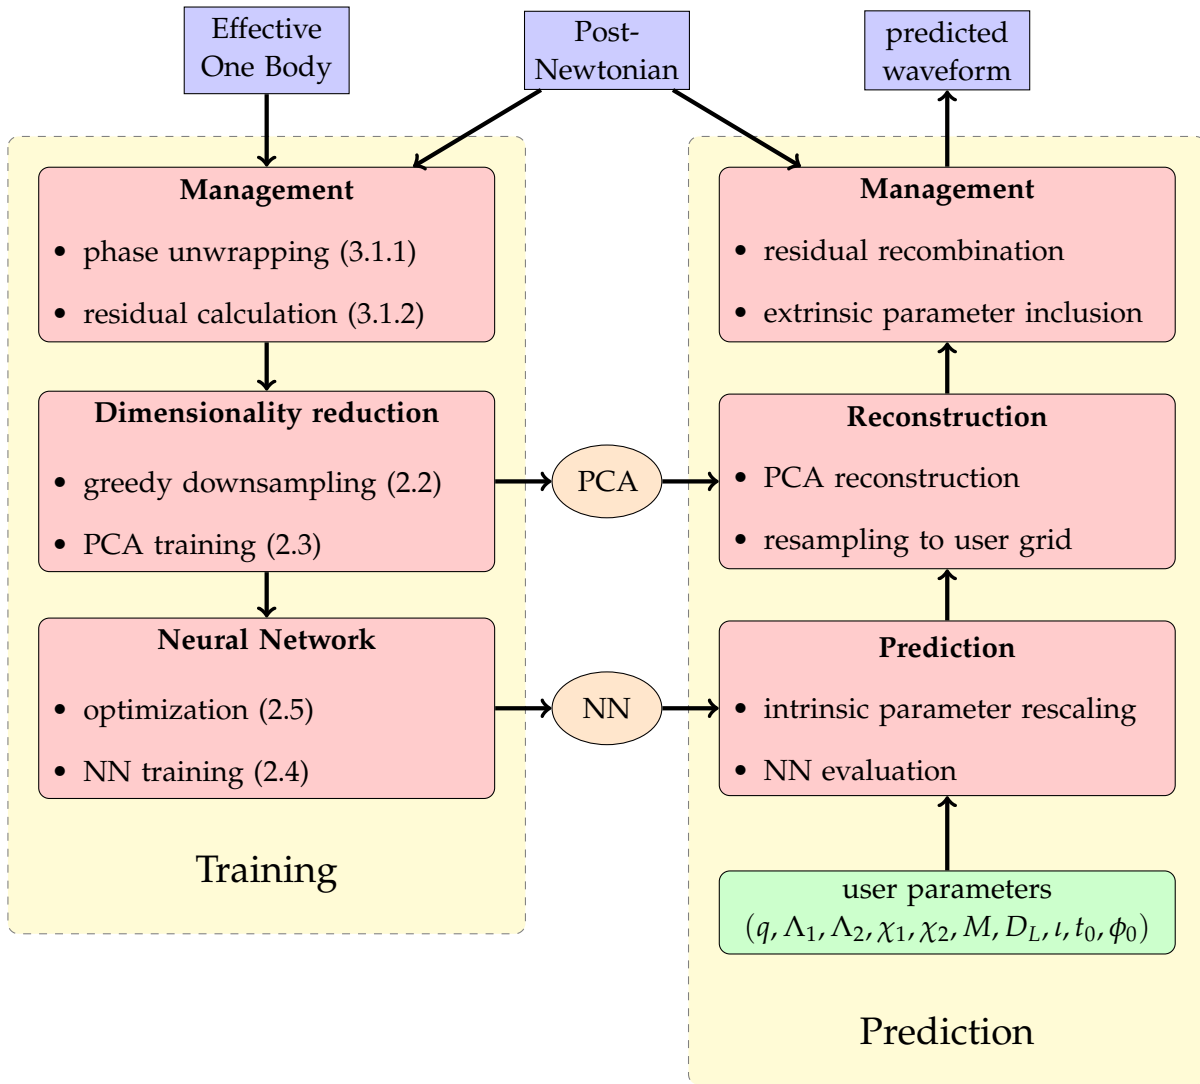 Effective
One Body
Post-
Newtonian
predicted
waveform
Management
• phase unwrapping (3.1.1)
• residual calculation (3.1.2)
Dimensionality reduction
• greedy downsampling (2.2)
• PCA training (2.3)
Neural Network
• optimization (2.5)
• NN training (2.4)
Training
PCA
NN
Management
• residual recombination
• extrinsic parameter inclusion
Reconstruction
• PCA reconstruction
• resampling to user grid
Prediction
• intrinsic parameter rescaling
• NN evaluation
user parameters
(q, Λ₁, Λ₂, χ₁, χ₂, M, D_L, ι, t₀, ϕ₀)
Prediction